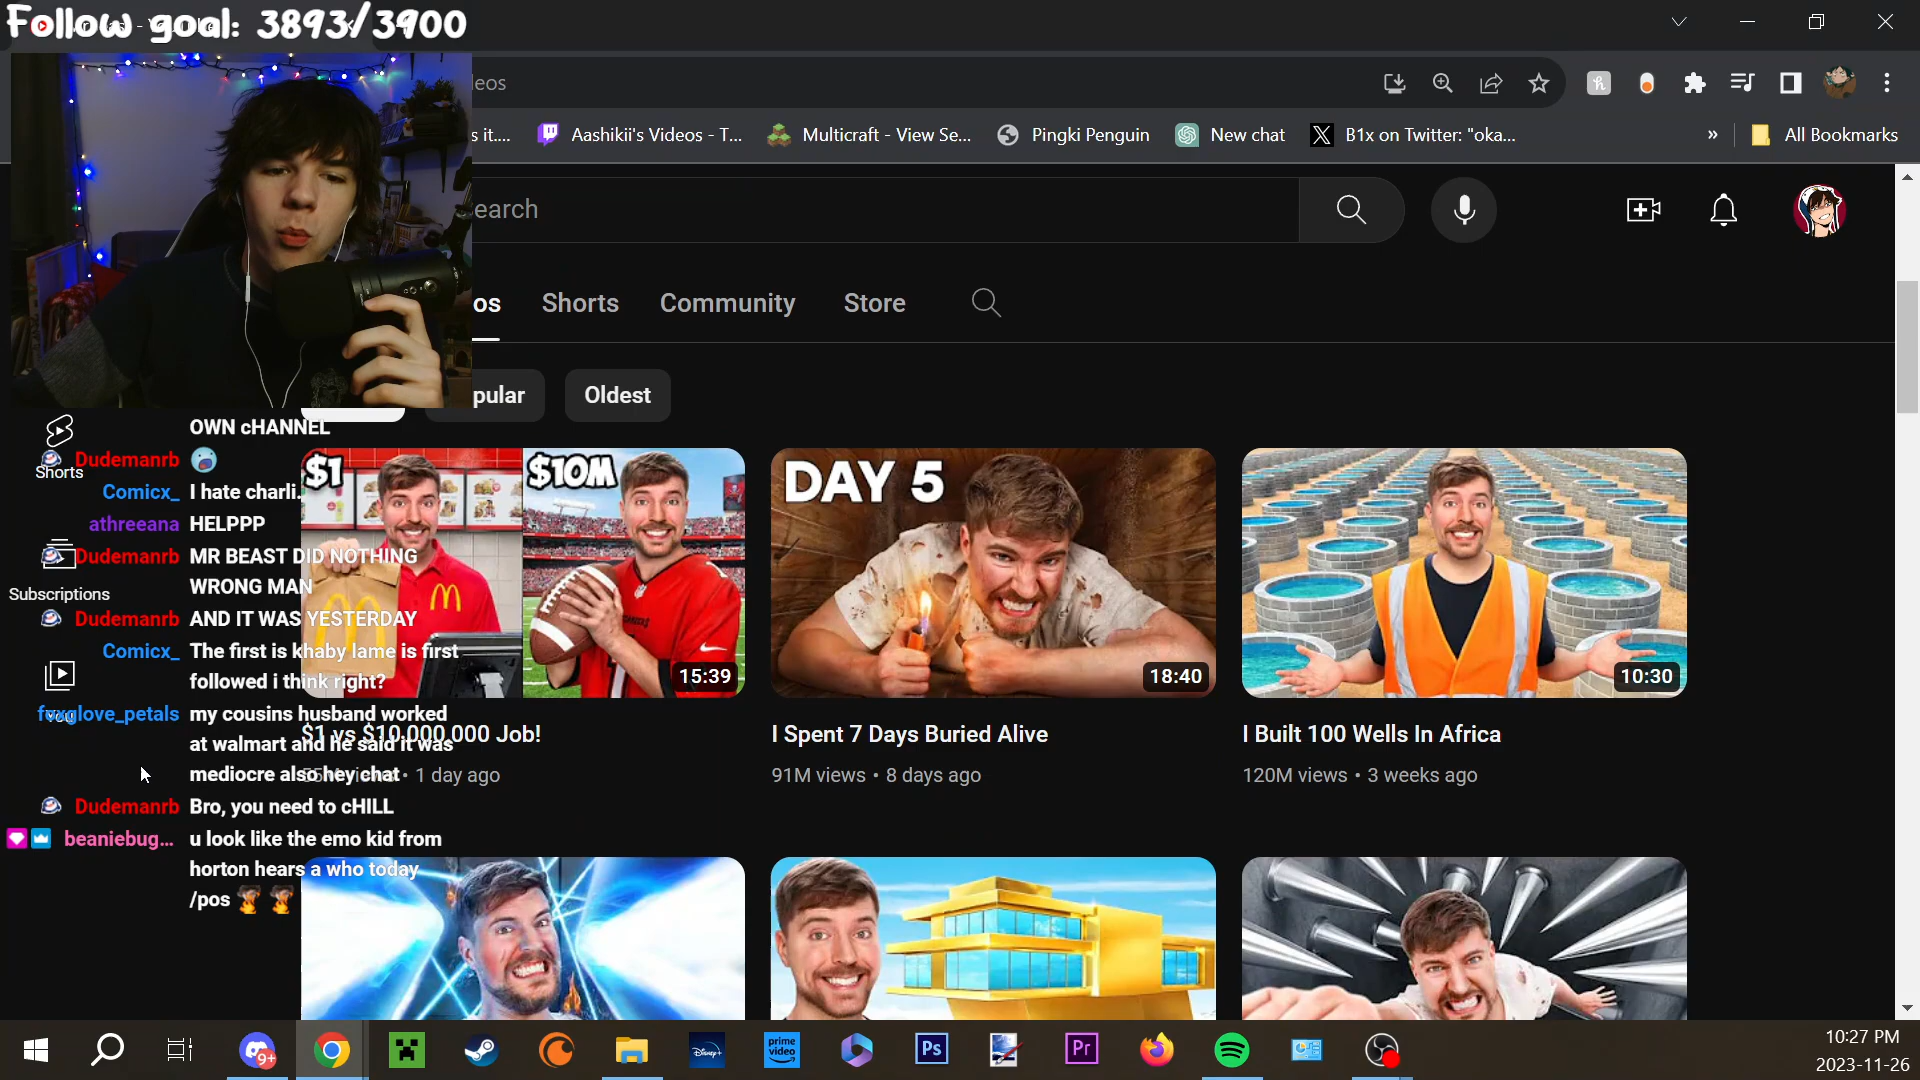 Follow goal: 3893/3900
eos
s it....
Aashikii's Videos - T...
Multicraft - View Se...
Pingki Penguin
New chat
B1x on Twitter: "oka...
»
All Bookmarks
earch
os
Shorts
Community
Store
pular
Oldest
OWN cHANNEL
Dudemanrb
Shorts
Comicx_ I hate charli.
athreeana HELPPP
Dudemanrb MR BEAST DID NOTHING
WRONG MAN
Subscriptions
Dudemanrb AND IT WAS YESTERDAY
Comicx_ The first is khaby lame is first
followed i think right?
You
foxglove_petals my cousins husband worked
at walmart and he said it was
mediocre also hey chat
Dudemanrb Bro, you need to cHILL
beaniebug... u look like the emo kid from
horton hears a who today
/pos
$1
$10M
15:39
$1 vs $10,000,000 Job!
1 day ago
DAY 5
18:40
I Spent 7 Days Buried Alive
91M views • 8 days ago
10:30
I Built 100 Wells In Africa
120M views • 3 weeks ago
9+
Disney+
prime
video
Ps
Pr
10:27 PM
2023-11-26